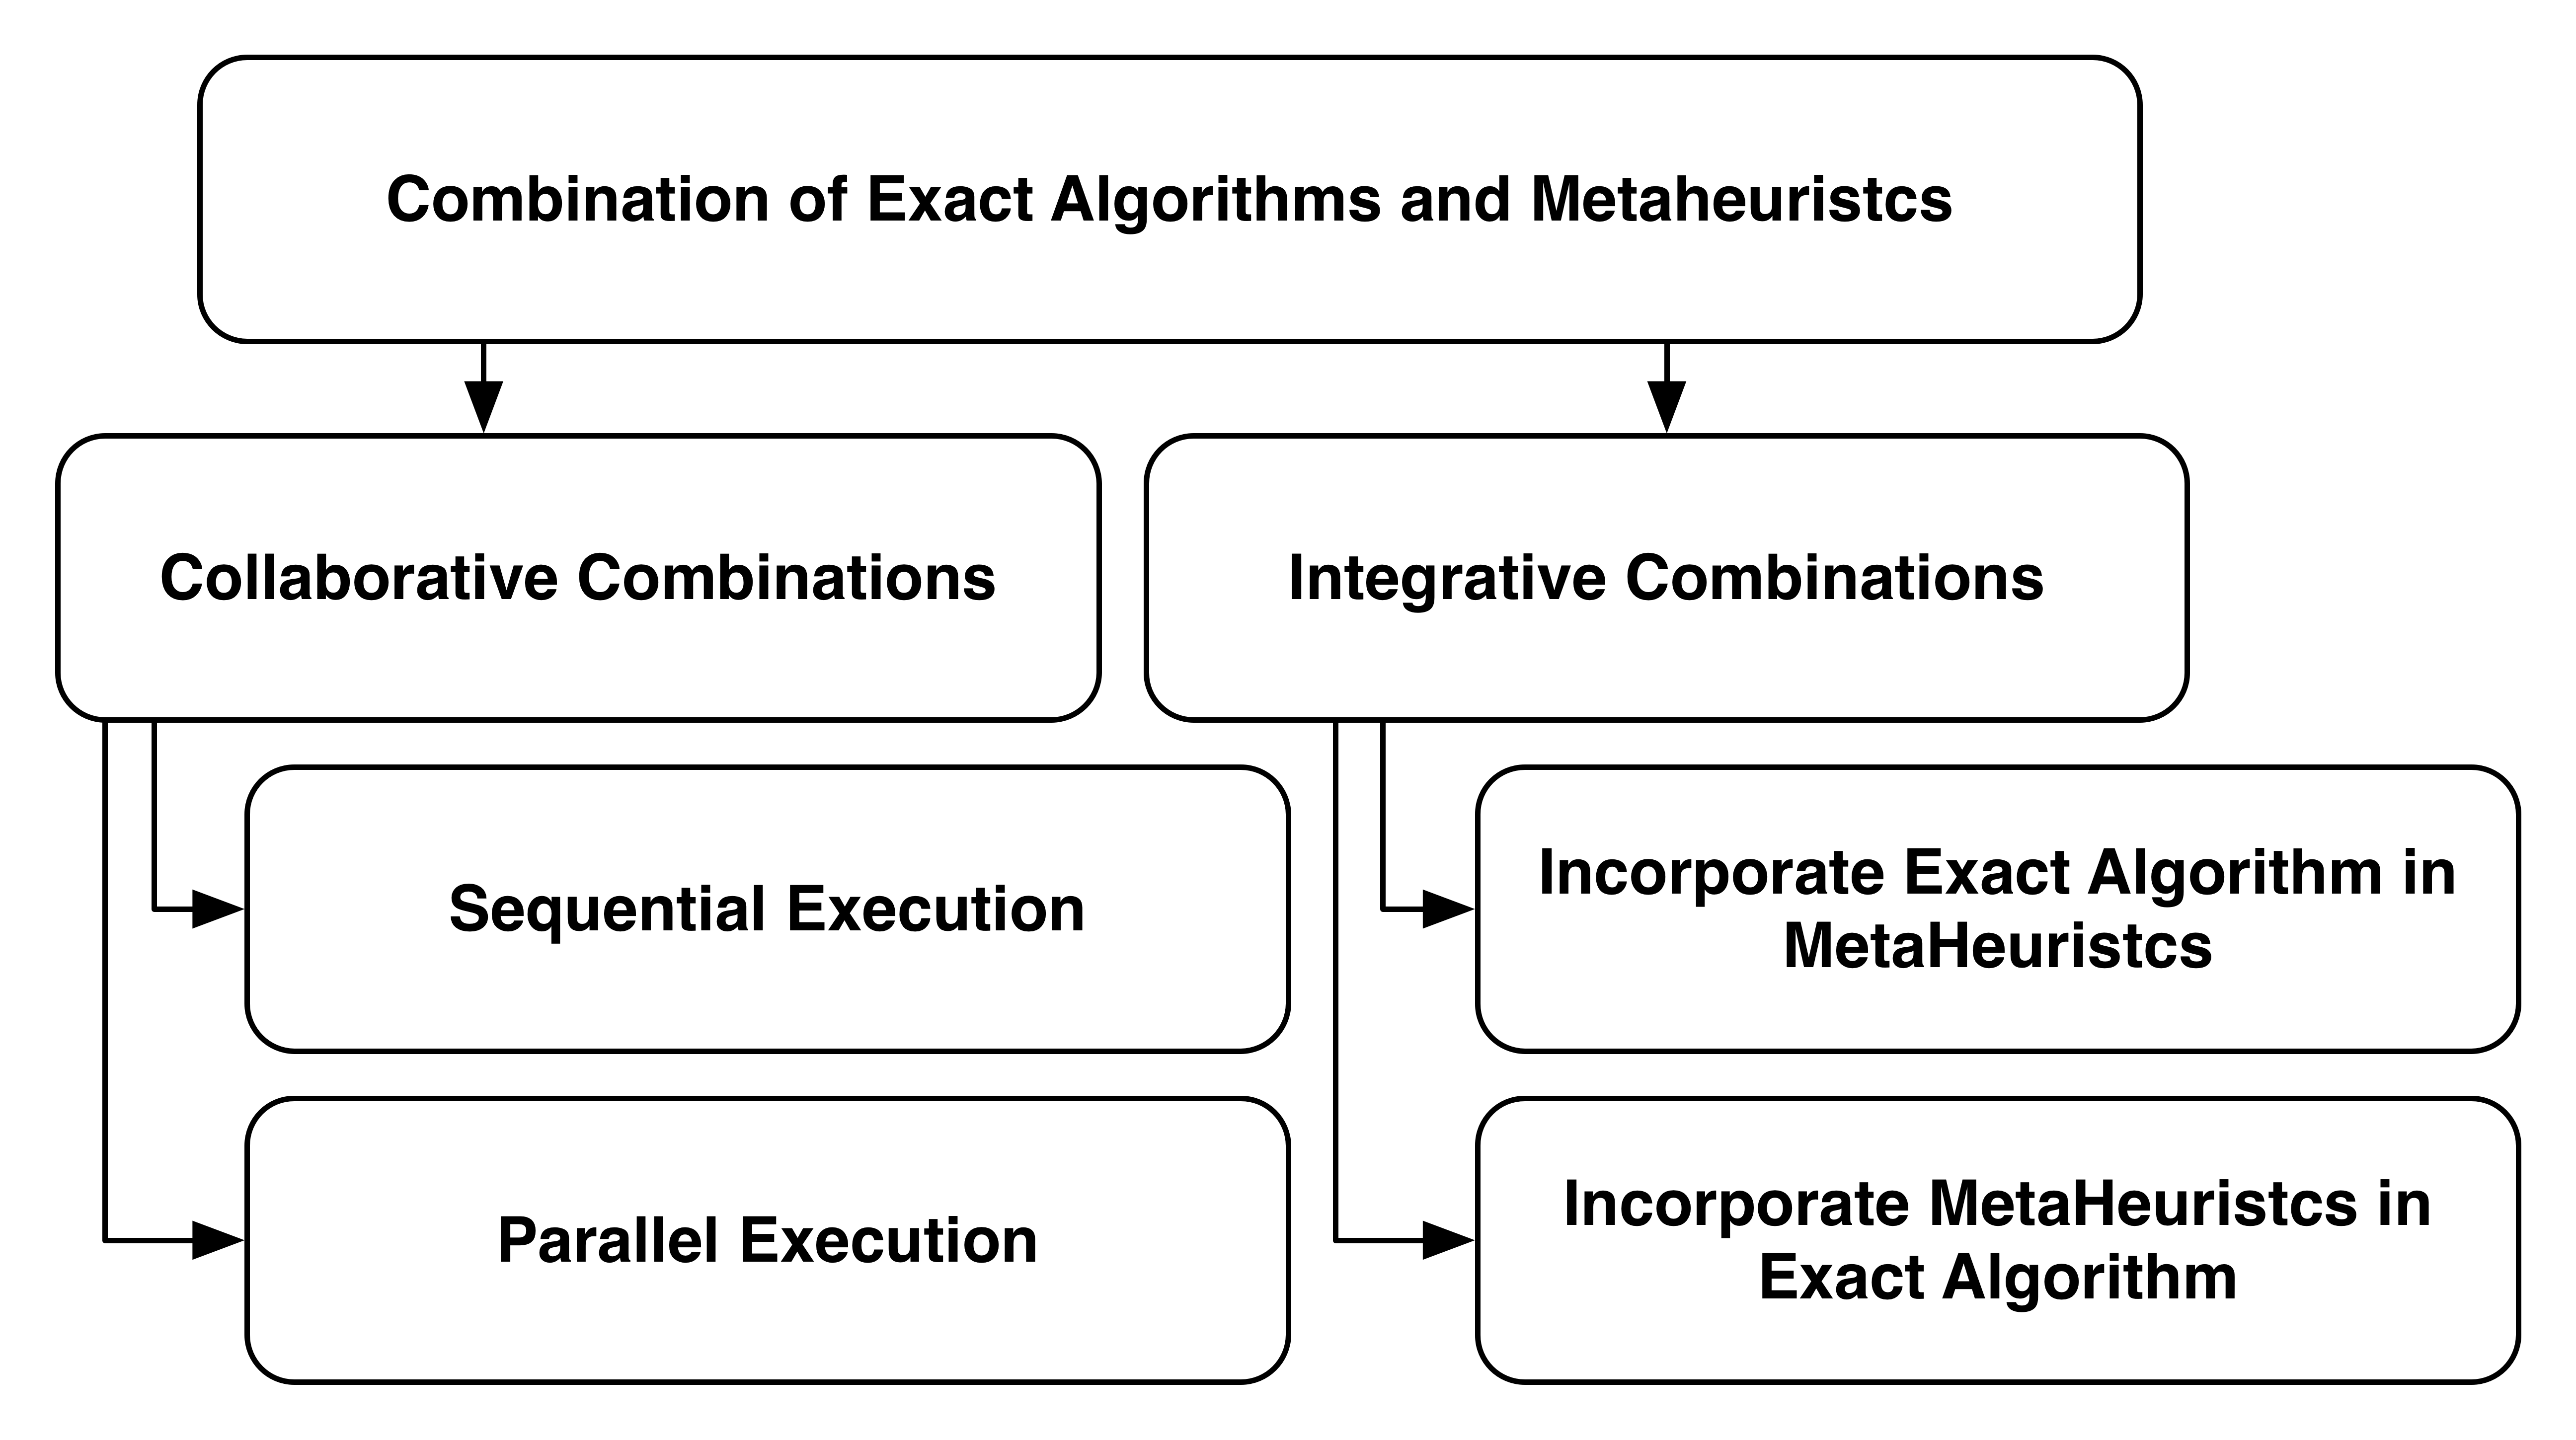 Combination of Exact Algorithms and Metaheuristcs
Collaborative Combinations
Integrative Combinations
Sequential Execution
Incorporate Exact Algorithm in
MetaHeuristcs
Parallel Execution
Incorporate MetaHeuristcs in
Exact Algorithm